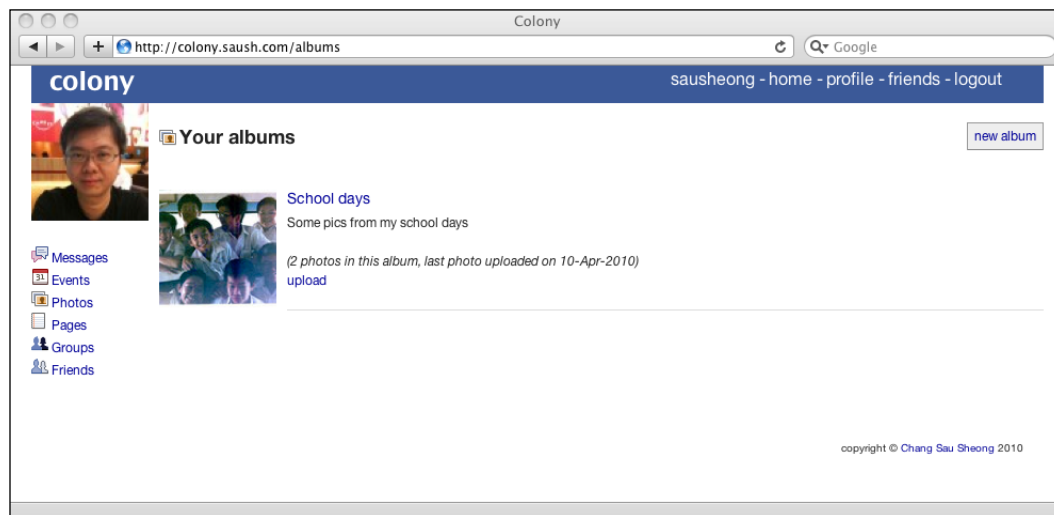 Colony
http://colony.saush.com/albums
Google
colony
sausheong - home - profile - friends - logout
Your albums
new album
School days
Some pics from my school days
(2 photos in this album, last photo uploaded on 10-Apr-2010)
upload
Messages
31 Events
Photos
Pages
Groups
Friends
copyright © Chang Sau Sheong 2010